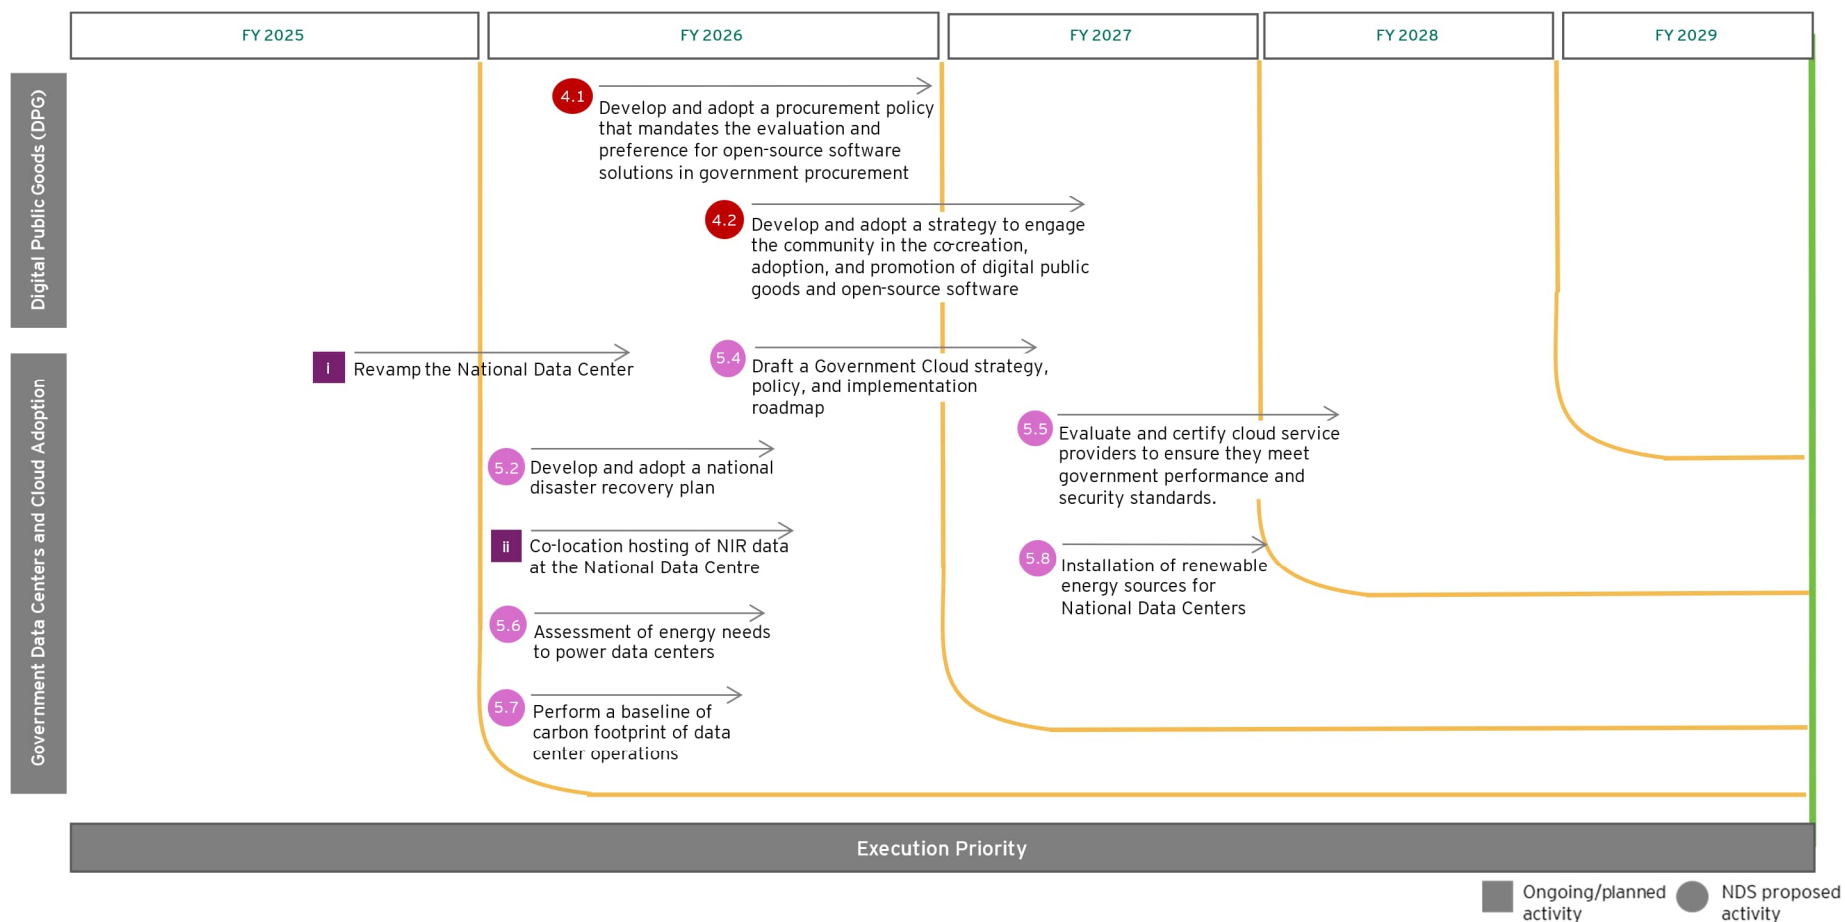 FY 2025
FY 2026
FY 2027
FY 2028
FY 2029
Digital Public Goods (DPG)
4.1
Develop and adopt a procurement policy
that mandates the evaluation and
preference for open-source software
solutions in government procurement
4.2
Develop and adopt a strategy to engage
the community in the co-creation,
adoption, and promotion of digital public
goods and open-source software
Government Data Centers and Cloud Adoption
i
Revamp the National Data Center
5.4
Draft a Government Cloud strategy,
policy, and implementation
roadmap
5.5
Evaluate and certify cloud service
providers to ensure they meet
government performance and
security standards.
5.2
Develop and adopt a national
disaster recovery plan
ii
Co-location hosting of NIR data
at the National Data Centre
5.8
Installation of renewable
energy sources for
National Data Centers
5.6
Assessment of energy needs
to power data centers
5.7
Perform a baseline of
carbon footprint of data
center operations
Execution Priority
Ongoing/planned
activity
NDS proposed
activity